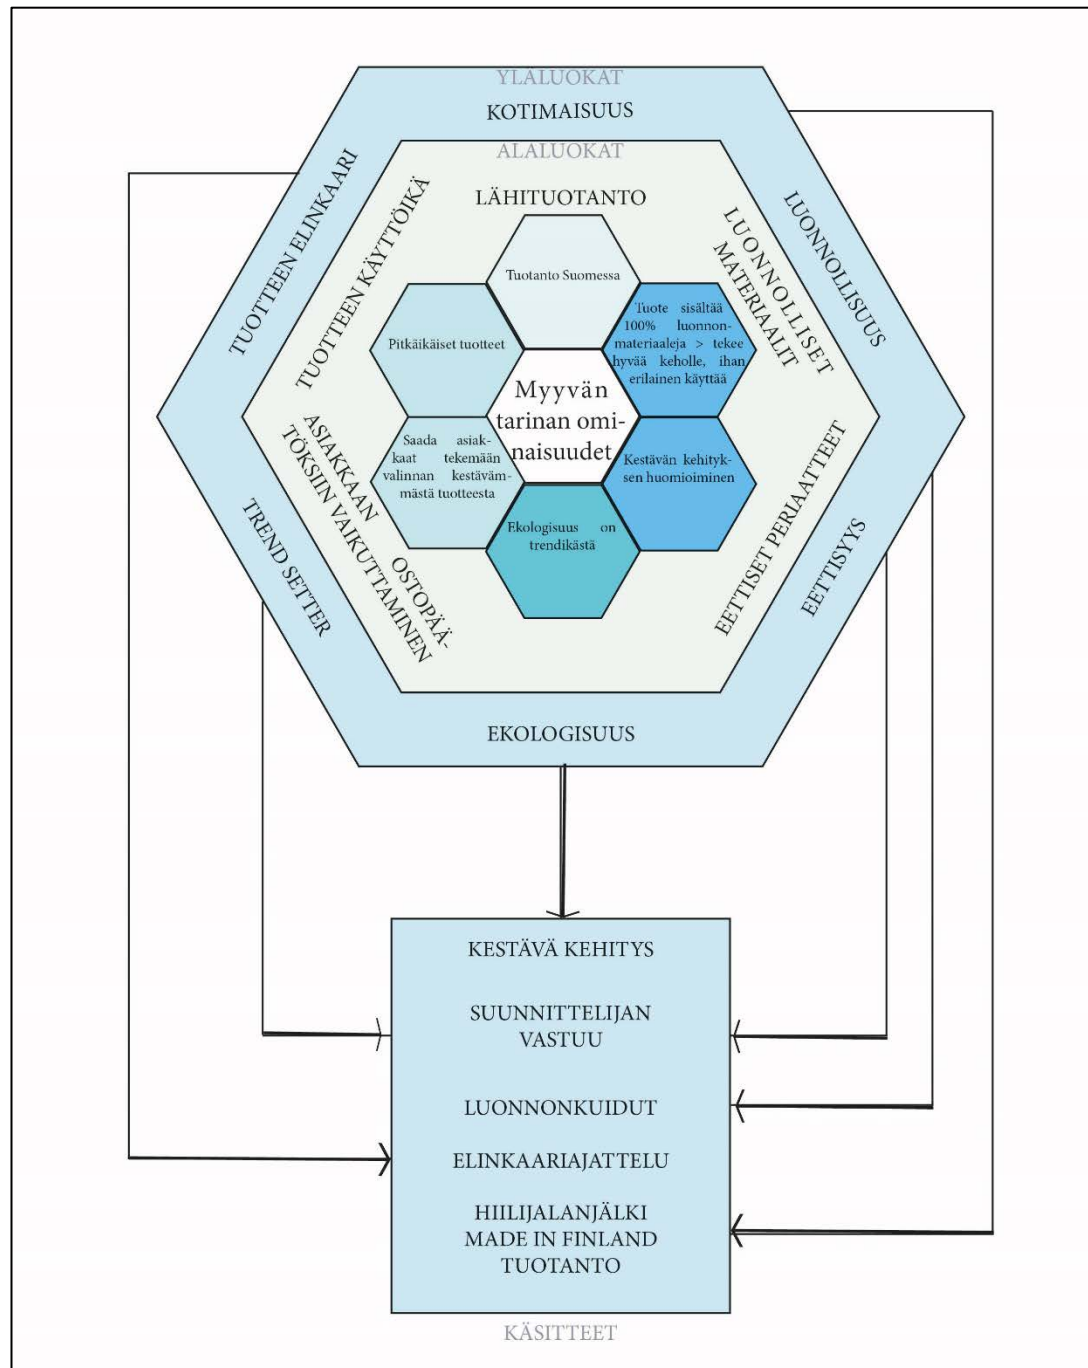 YLÄLUOKAT
KOTIMAISUUS
TUOTTEEN ELINKAARI
LUONNOLLISUUS
ALALUOKAT
LÄHITUOTANTO
TUOTTEEN KÄYTTÖIKÄ
LUONNOLLISET
MATERIAALIT
Tuotanto Suomessa
Pitkäikäiset tuotteet
Tuote sisältää
100% luonnon-
materiaaleja > tekee
hyvää keholle, ihan
erilainen käyttää
Myyvän
tarinan omi-
naisuudet
Saada asiak-
kaat tekemään
valinnan kestäväm-
mästä tuotteesta
Kestävän kehityk-
sen huomioiminen
Ekologisuus on
trendikästä
ASIAKKAAN OSTOPÄÄ-
TÖKSIIN VAIKUTTAMINEN
EETTISET PERIAATTEET
TREND SETTER
EETTISYYS
EKOLOGISUUS
KESTÄVÄ KEHITYS
SUUNNITTELIJAN
VASTUU
LUONNONKUIDUT
ELINKAARIAJATTELU
HIILIJALANJÄLKI
MADE IN FINLAND
TUOTANTO
KÄSITTEET